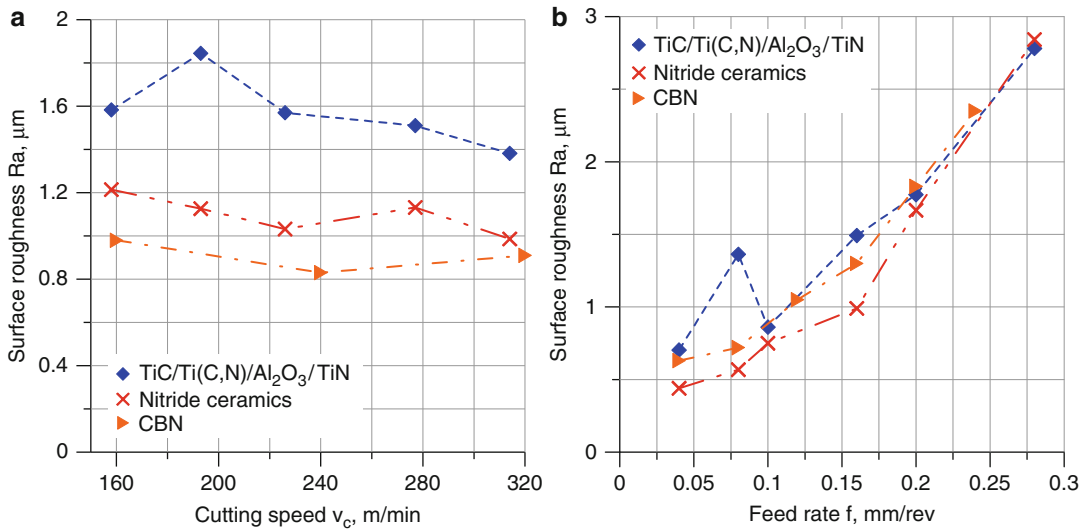 a
2
1.6
1.2
0.8
0.4
0
Surface roughness Ra, μm
TiC/Ti(C,N)/Al₂O₃/TiN
Nitride ceramics
CBN
160 200 240 280 320
Cutting speed v_c, m/min
b
3
2
1
0
Surface roughness Ra, μm
TiC/Ti(C,N)/Al₂O₃/TiN
Nitride ceramics
CBN
0 0.05 0.1 0.15 0.2 0.25 0.3
Feed rate f, mm/rev